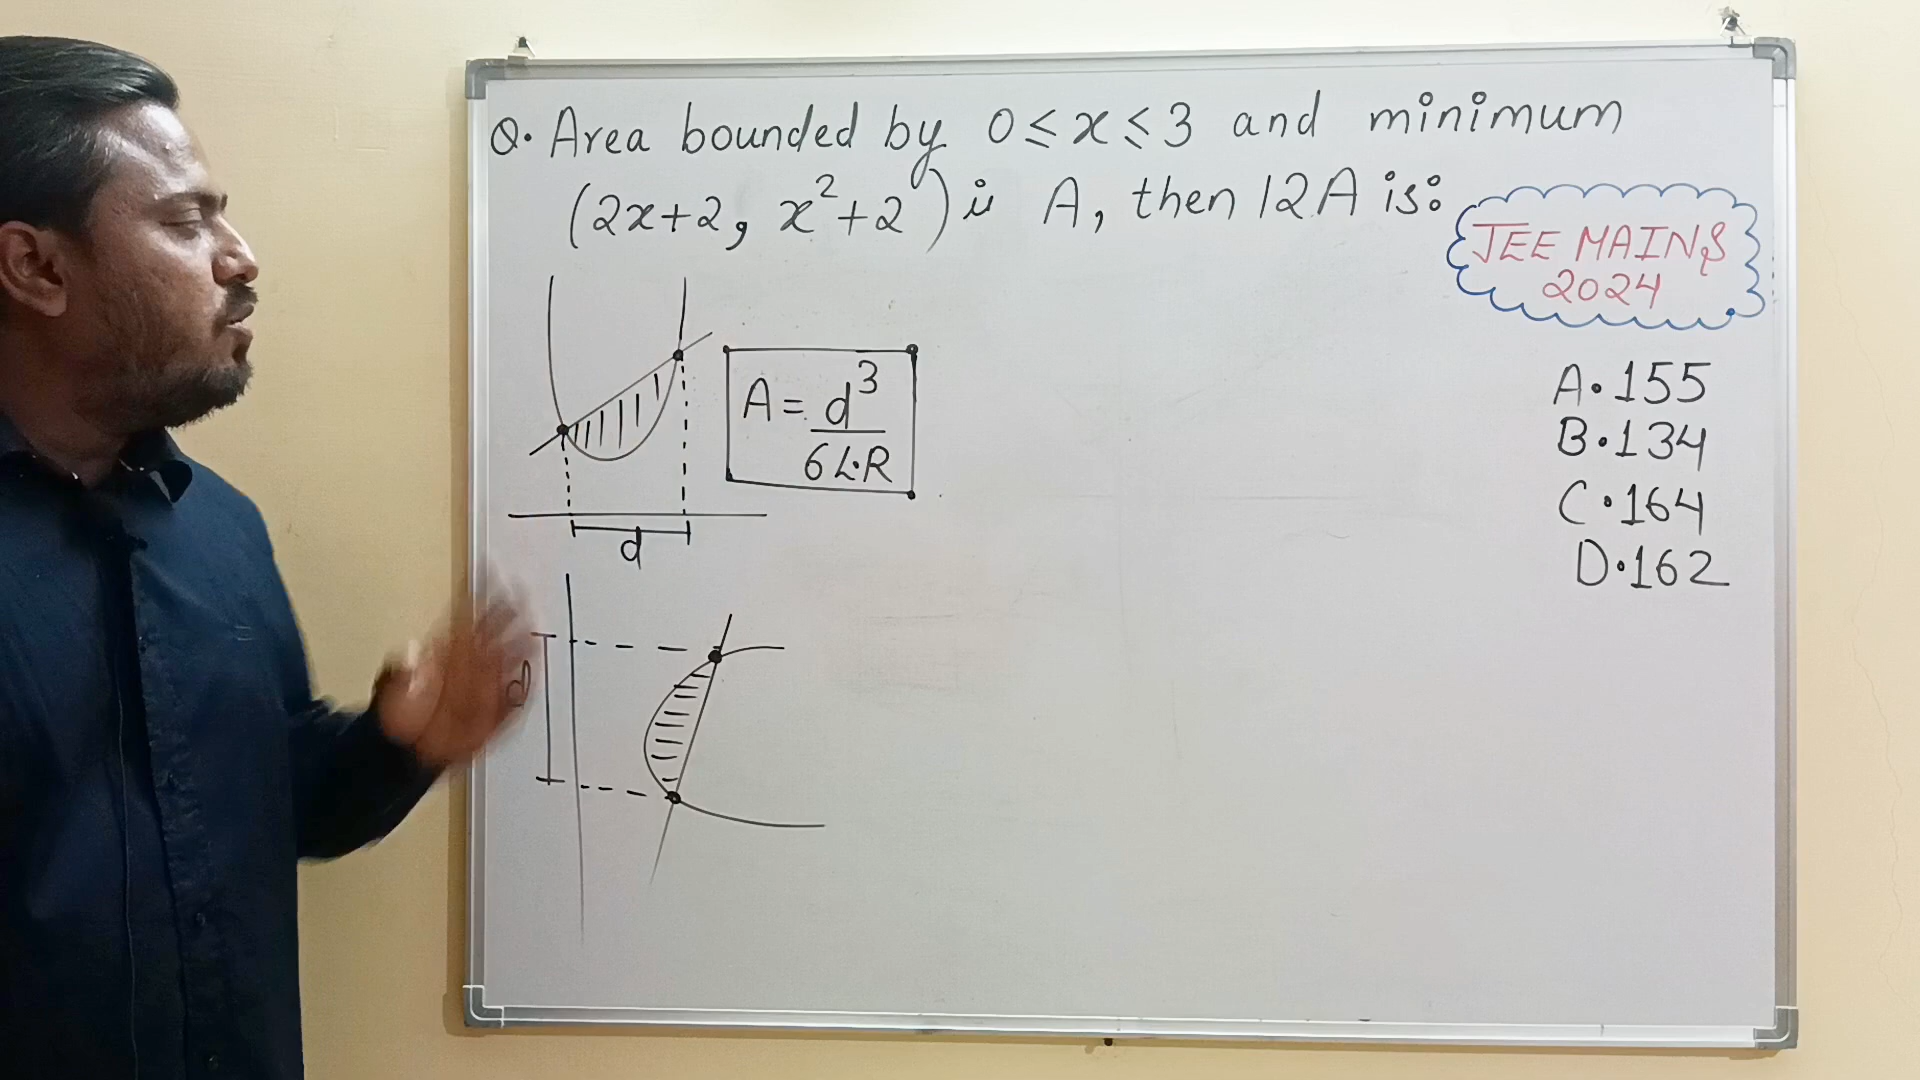 Q. Area bounded by 0≤x≤3 and minimum
(2x+2, x²+2) is A, then 12A is:
JEE MAINS
2024
A = d³/6L.R
d
d
A.155
B.134
C.164
D.162